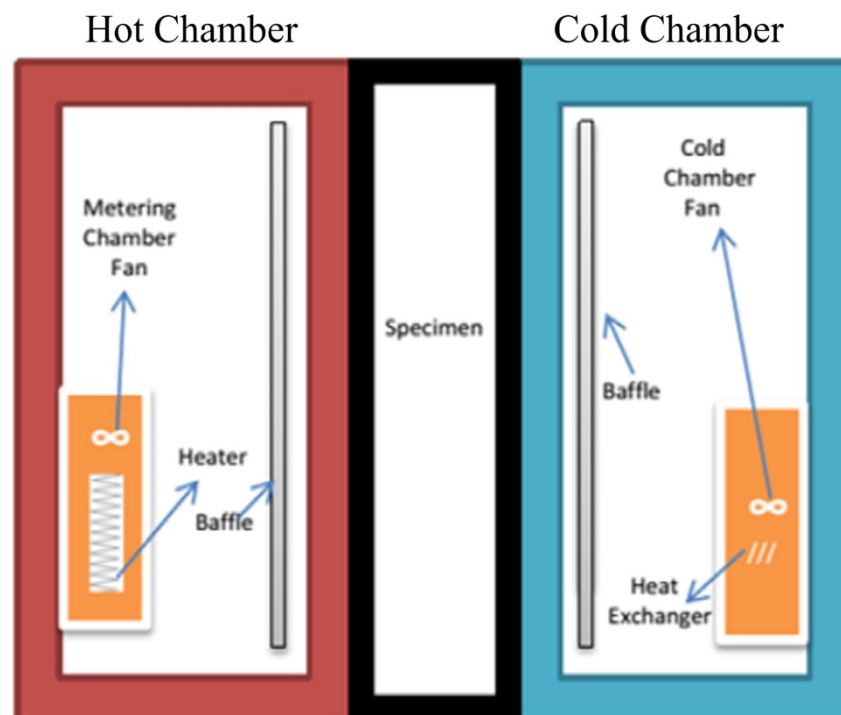 Hot Chamber
Cold Chamber
Metering
Chamber
Fan
Heater
Baffle
Specimen
Cold
Chamber
Fan
Baffle
Heat
Exchanger